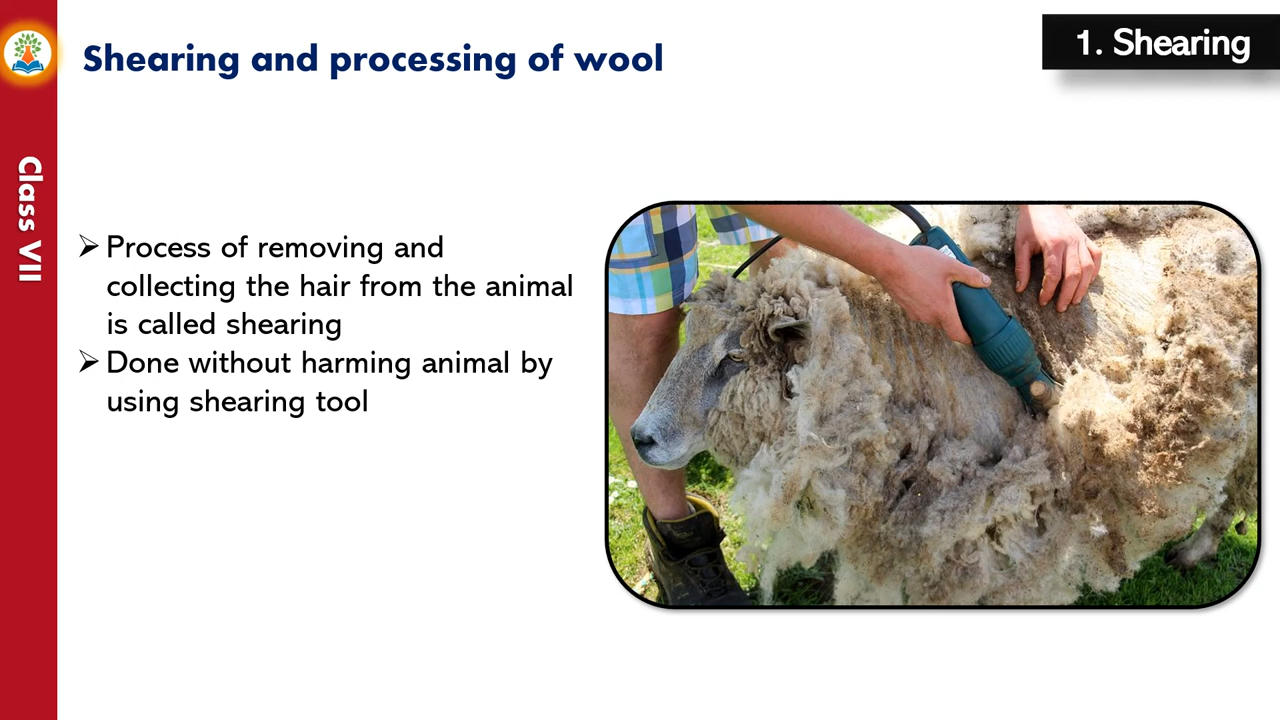 Shearing and processing of wool
1. Shearing
Class VII
➢ Process of removing and
collecting the hair from the animal
is called shearing
➢ Done without harming animal by
using shearing tool